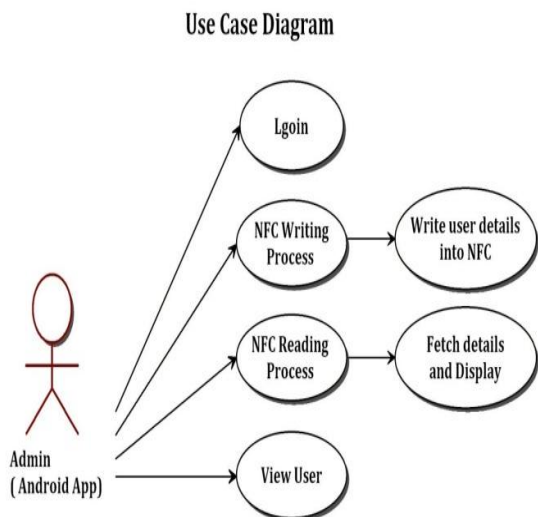 Use Case Diagram
Lgoin
NFC Writing
Process
Write user details
into NFC
NFC Reading
Process
Fetch details
and Display
Admin
( Android App)
View User